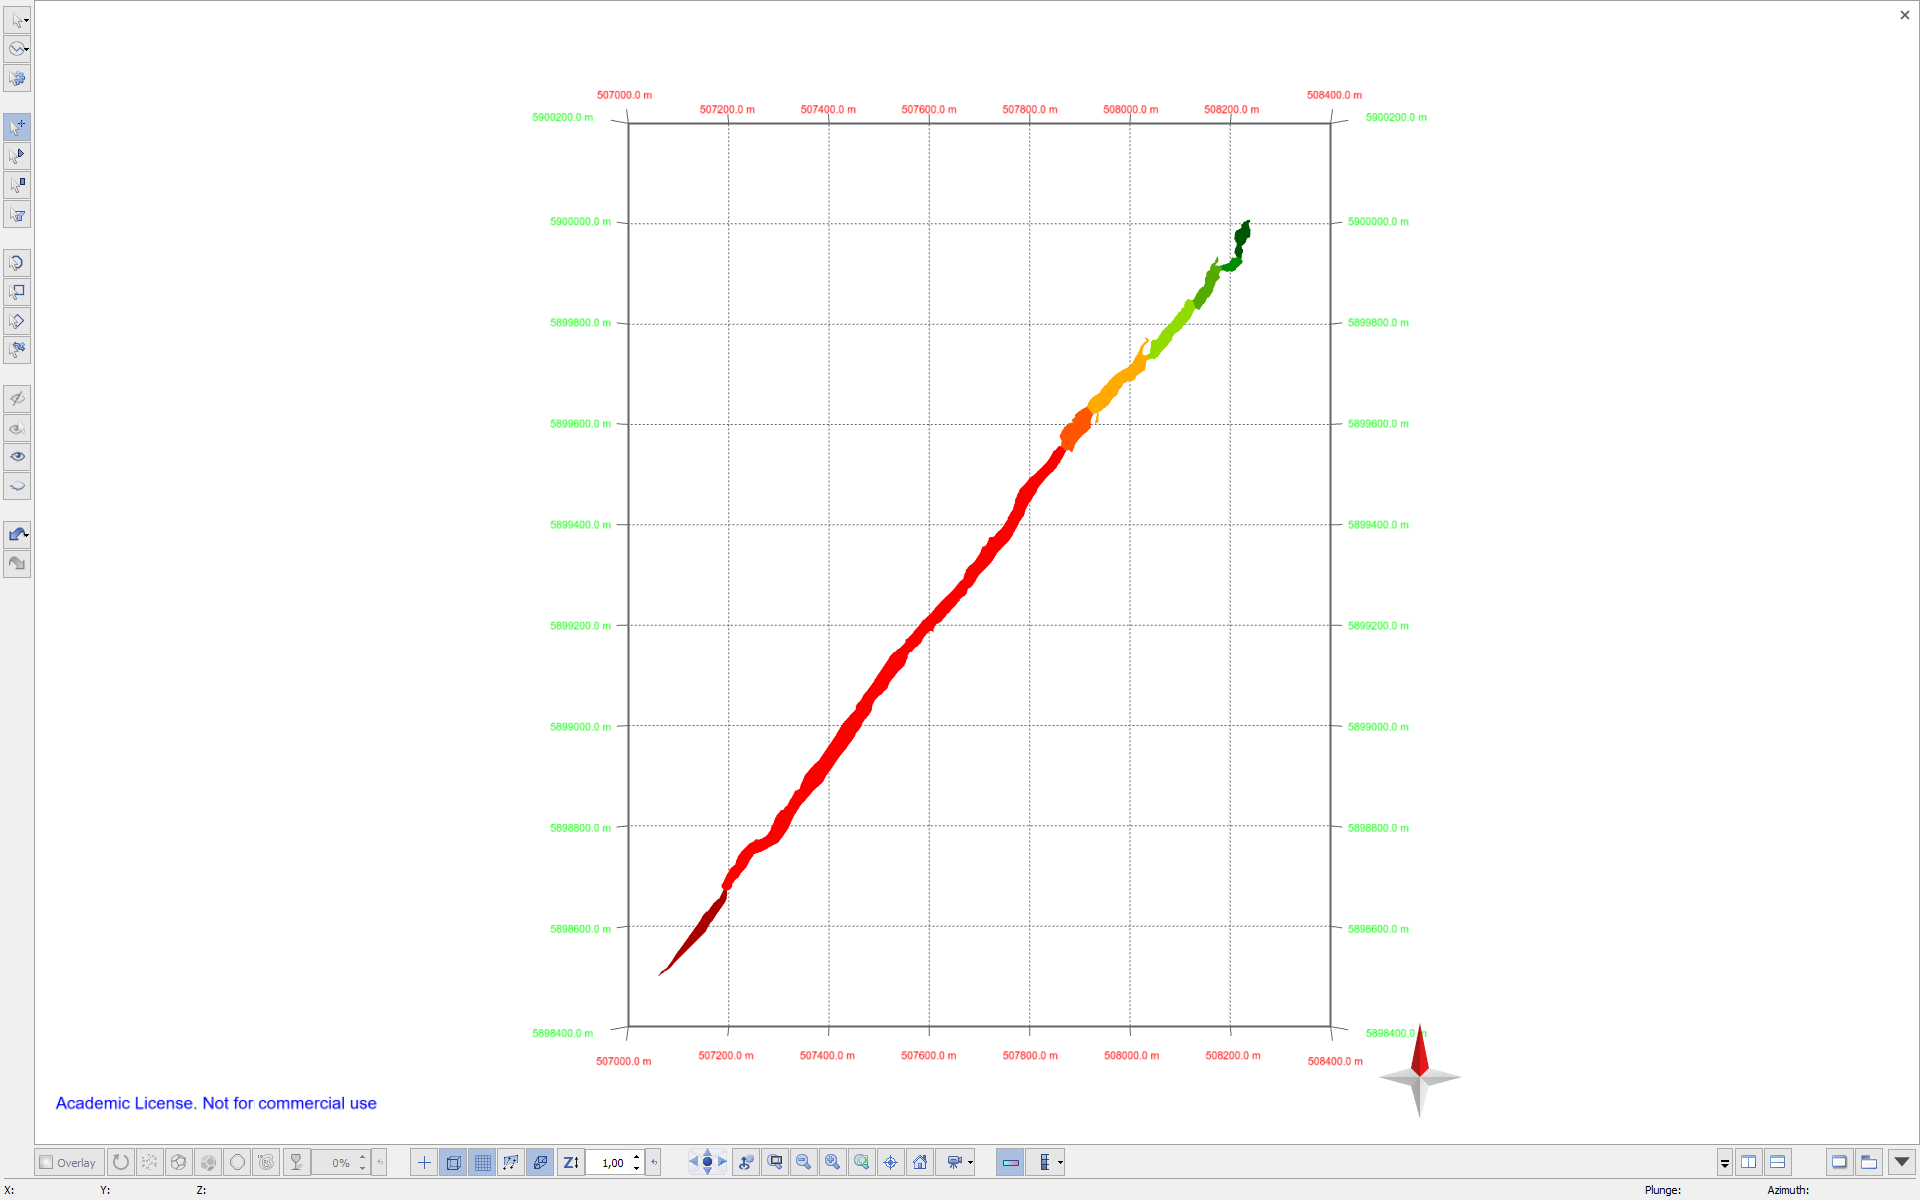 507000.0 m 508400.0 m
507200.0 m 507400.0 m 507600.0 m 507800.0 m 508000.0 m 508200.0 m
5900200.0 m 5900200.0 m
5900000.0 m 5900000.0 m
5899800.0 m 5899800.0 m
5899600.0 m 5899600.0 m
5899400.0 m 5899400.0 m
5899200.0 m 5899200.0 m
5899000.0 m 5899000.0 m
5898800.0 m 5898800.0 m
5898600.0 m 5898600.0 m
5898400.0 m 5898400.0 m
507200.0 m 507400.0 m 507600.0 m 507800.0 m 508000.0 m 508200.0 m
507000.0 m 508400.0 m
Academic License. Not for commercial use
Overlay 0% Z 1,00
X: Y: Z: Plunge: Azimuth: